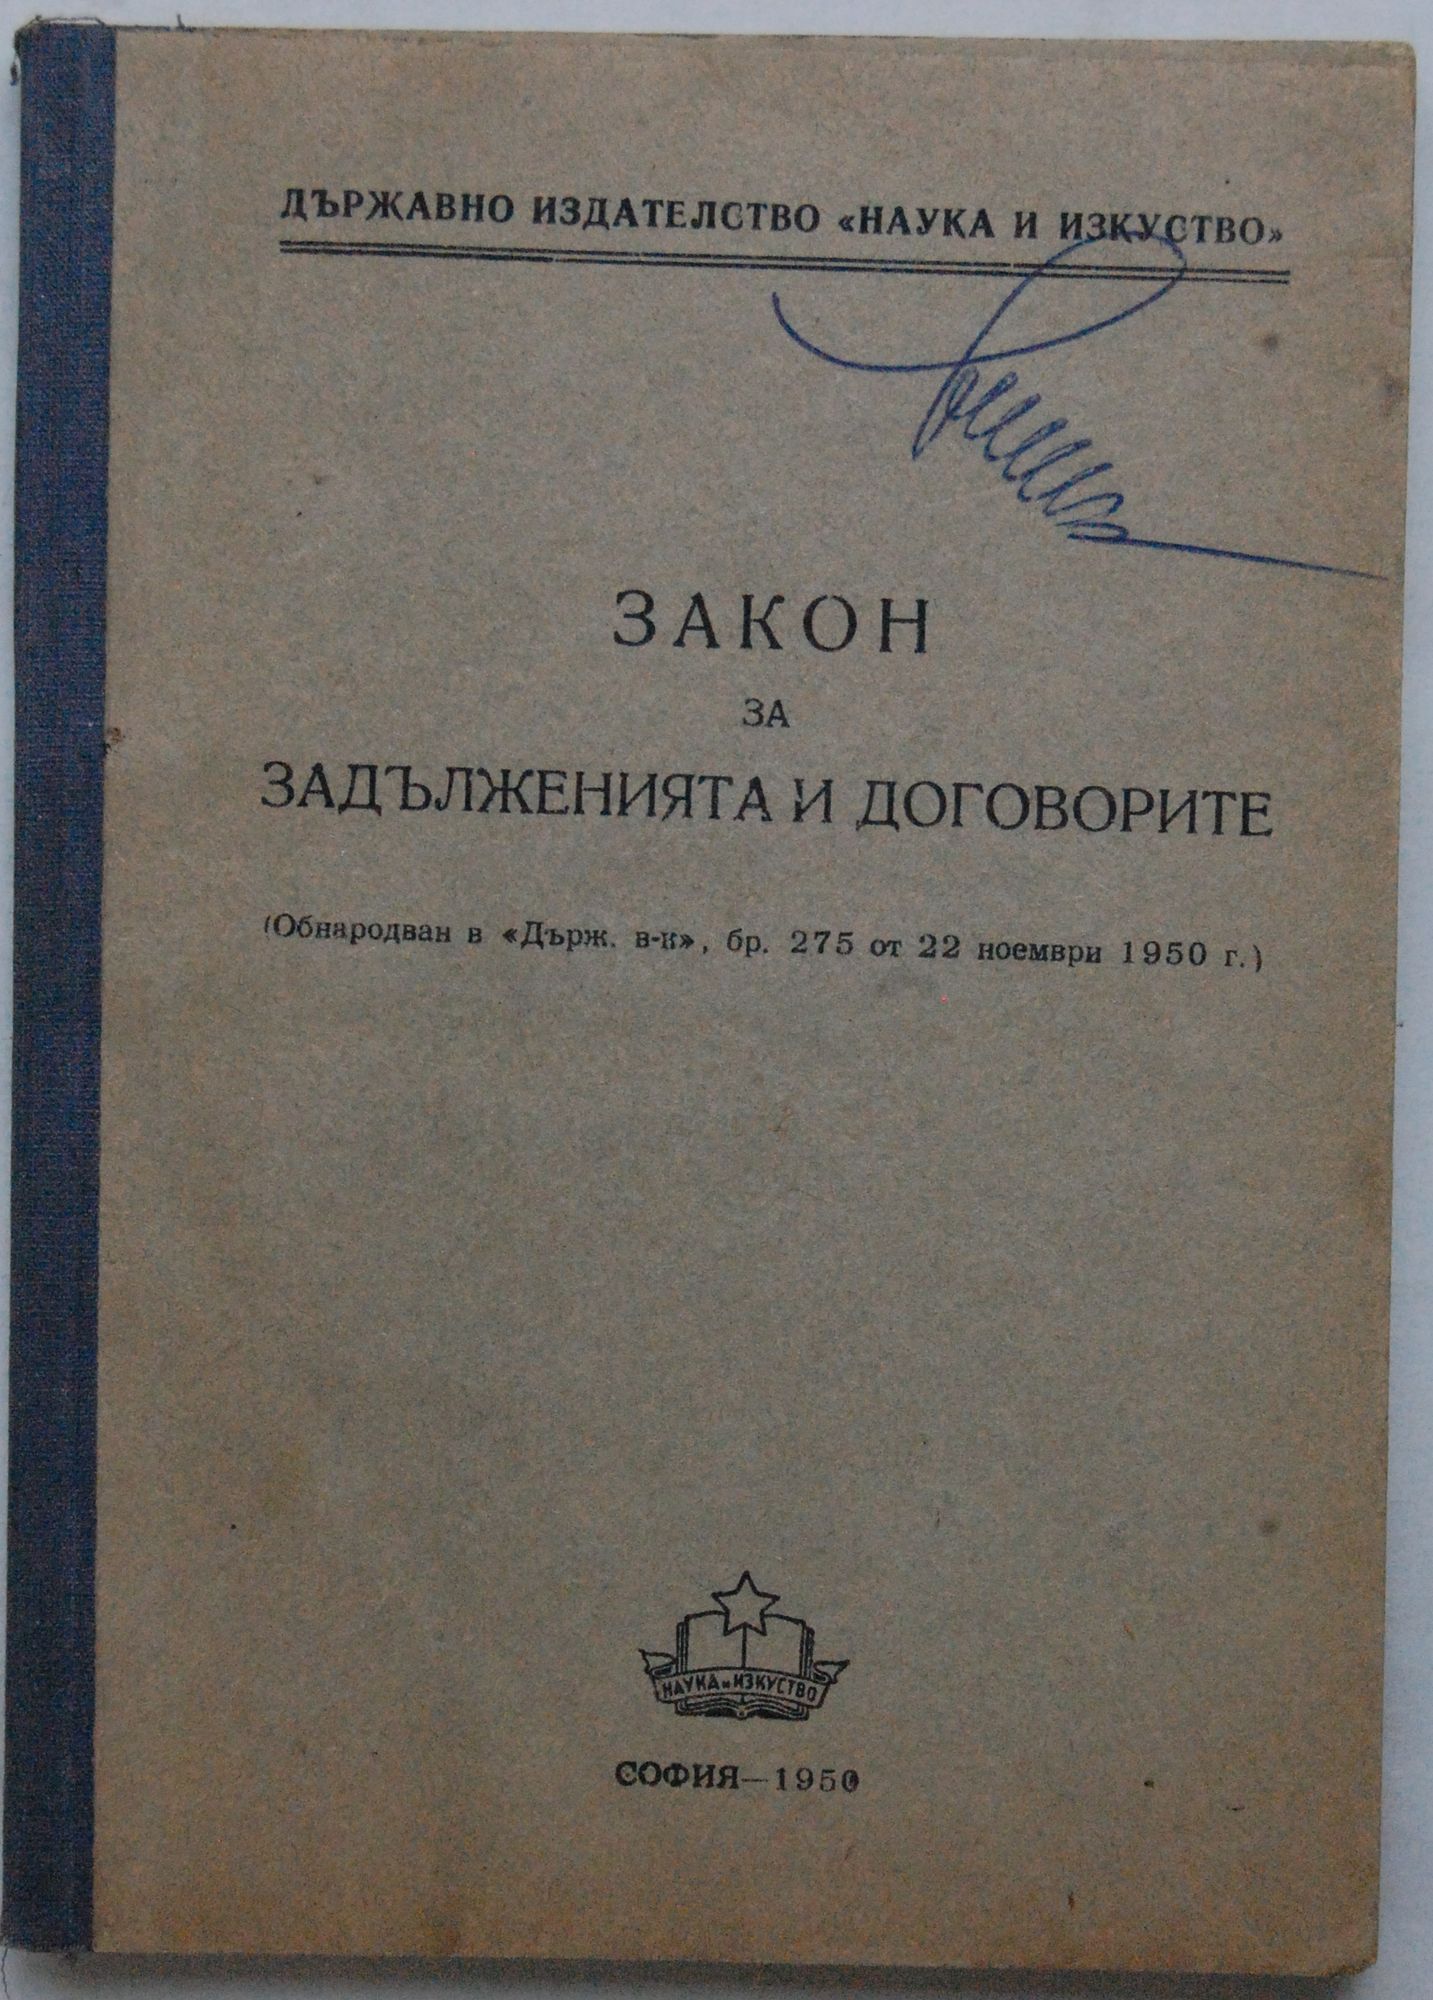 ДЪРЖАВНО ИЗДАТЕЛСТВО «НАУКА И ИЗКУСТВО»
ЗАКОН
ЗА
ЗАДЪЛЖЕНИЯТА И ДОГОВОРИТЕ
(Обнародван в «Държ. в-к», бр. 275 от 22 ноември 1950 г.)
НАУКА и ИЗКУСТВО
СОФИЯ—1950